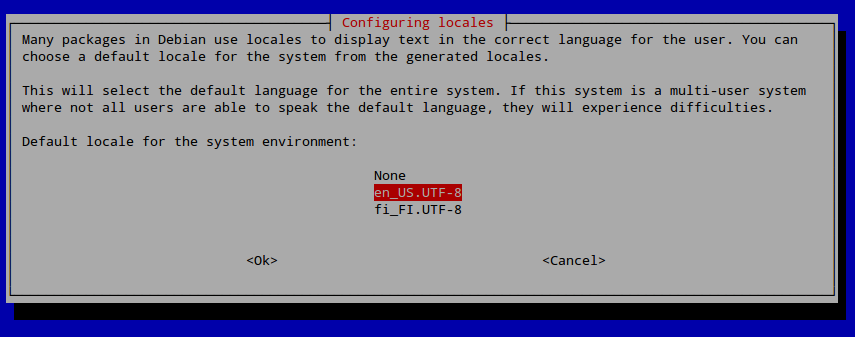 Configuring locales
Many packages in Debian use locales to display text in the correct language for the user. You can
choose a default locale for the system from the generated locales.
This will select the default language for the entire system. If this system is a multi-user system
where not all users are able to speak the default language, they will experience difficulties.
Default locale for the system environment:
None
en_US.UTF-8
fi_FI.UTF-8
<Ok> <Cancel>